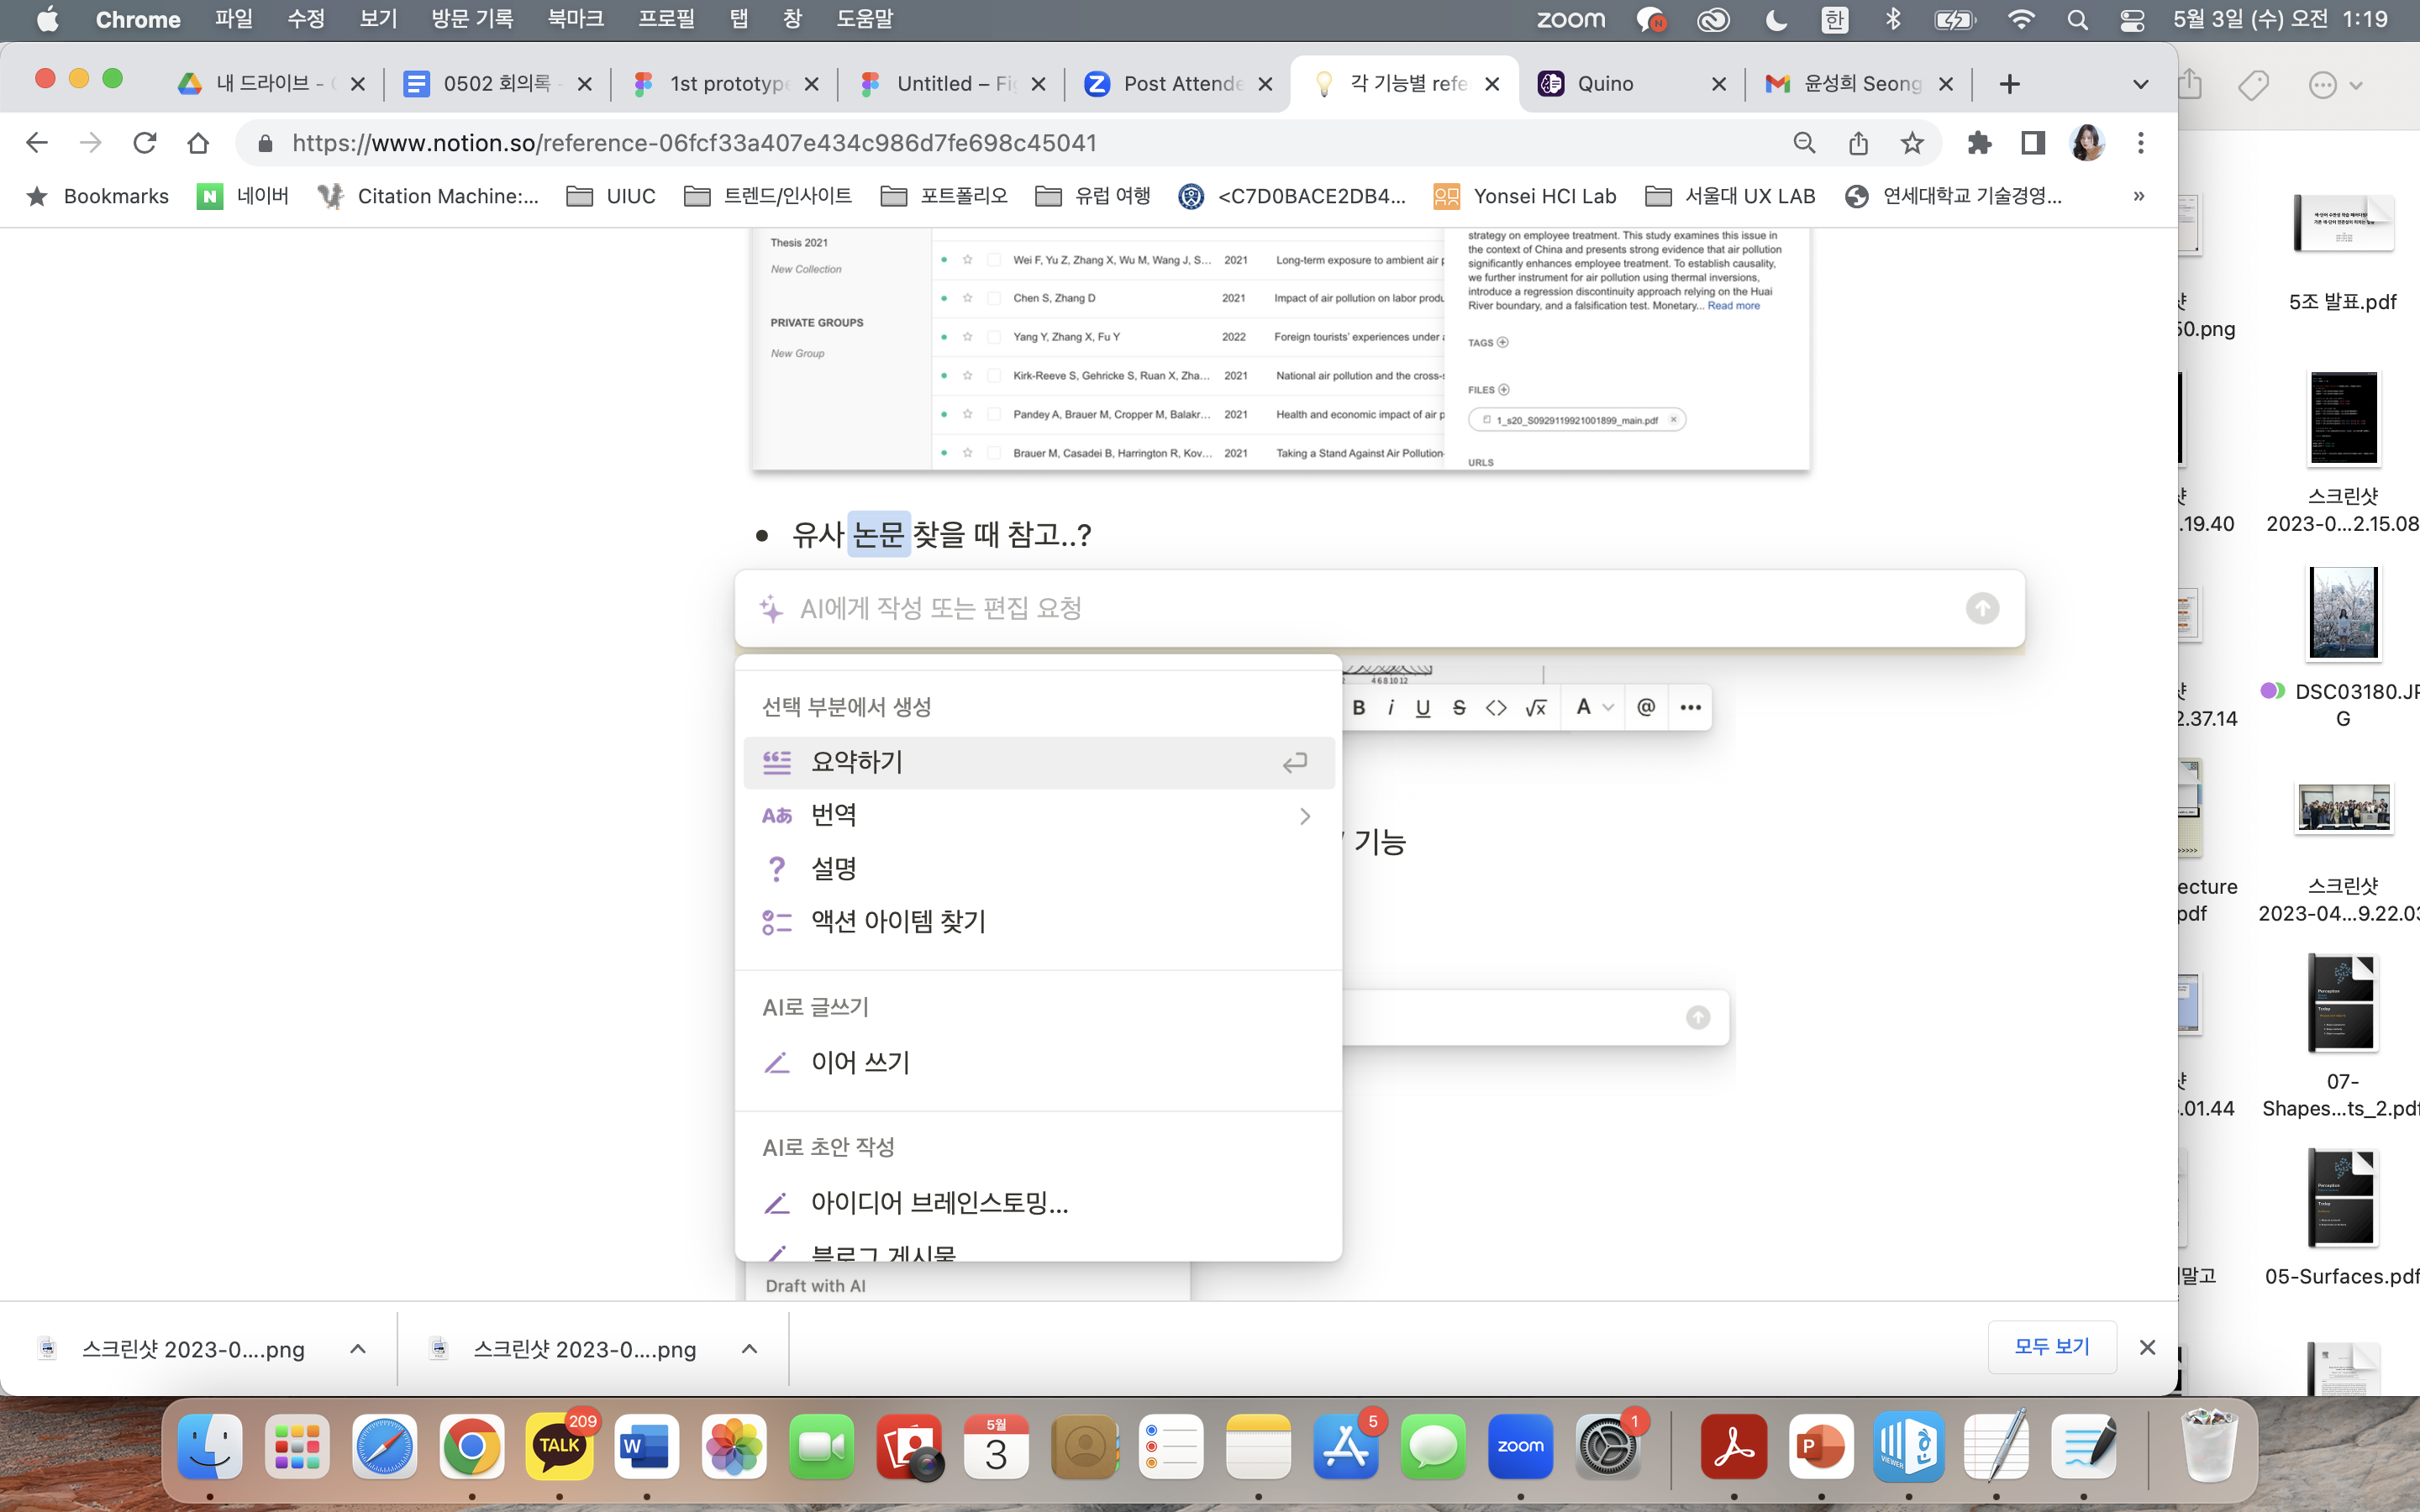 Chrome 파일 수정 보기 방문 기록 북마크 프로필 탭 창 도움말 zoom 한 5월 3일 (수) 오전 1:19
내 드라이브 - 0502 회의록 - 1st prototype Untitled – Fi Post Attende 각 기능별 refe Quino 윤성희 Seong
https://www.notion.so/reference-06fcf33a407e434c986d7fe698c45041
Bookmarks N 네이버 Citation Machine:... UIUC 트렌드/인사이트 포트폴리오 유럽 여행 <C7D0BACE2DB4... Yonsei HCI Lab 서울대 UX LAB 연세대학교 기술경영... »
Thesis 2021
New Collection
PRIVATE GROUPS
New Group
Wei F, Yu Z, Zhang X, Wu M, Wang J, S... 2021 Long-term exposure to ambient air p
Chen S, Zhang D 2021 Impact of air pollution on labor produ
Yang Y, Zhang X, Fu Y 2022 Foreign tourists' experiences under a
Kirk-Reeve S, Gehricke S, Ruan X, Zha... 2021 National air pollution and the cross-s
Pandey A, Brauer M, Cropper M, Balakr... 2021 Health and economic impact of air p
Brauer M, Casadei B, Harrington R, Kov... 2021 Taking a Stand Against Air Pollution-
strategy on employee treatment. This study examines this issue in
the context of China and presents strong evidence that air pollution
significantly enhances employee treatment. To establish causality,
we further instrument for air pollution using thermal inversions,
introduce a regression discontinuity approach relying on the Huai
River boundary, and a falsification test. Monetary... Read more
TAGS
FILES
1_s20_S0929119921001899_main.pdf
URLS
• 유사 논문 찾을 때 참고..?
AI에게 작성 또는 편집 요청
4 6 8 10 12
B i U S <> √x A @ •••
선택 부분에서 생성
요약하기
Aあ 번역
? 설명
액션 아이템 찾기
기능
AI로 글쓰기
이어 쓰기
AI로 초안 작성
아이디어 브레인스토밍...
블로그 게시물
Draft with AI
스크린샷 2023-0....png
스크린샷 2023-0....png
모두 보기
50.png
5조 발표.pdf
.19.40
스크린샷
2023-0...2.15.08
2.37.14
DSC03180.JP
G
ecture
pdf
스크린샷
2023-04...9.22.03
.01.44
07-
Shapes...ts_2.pdf
말고
05-Surfaces.pdf
Perception
Today
Perception
Today
TALK 209 W 5월 3 5 zoom 1 P VIEWER